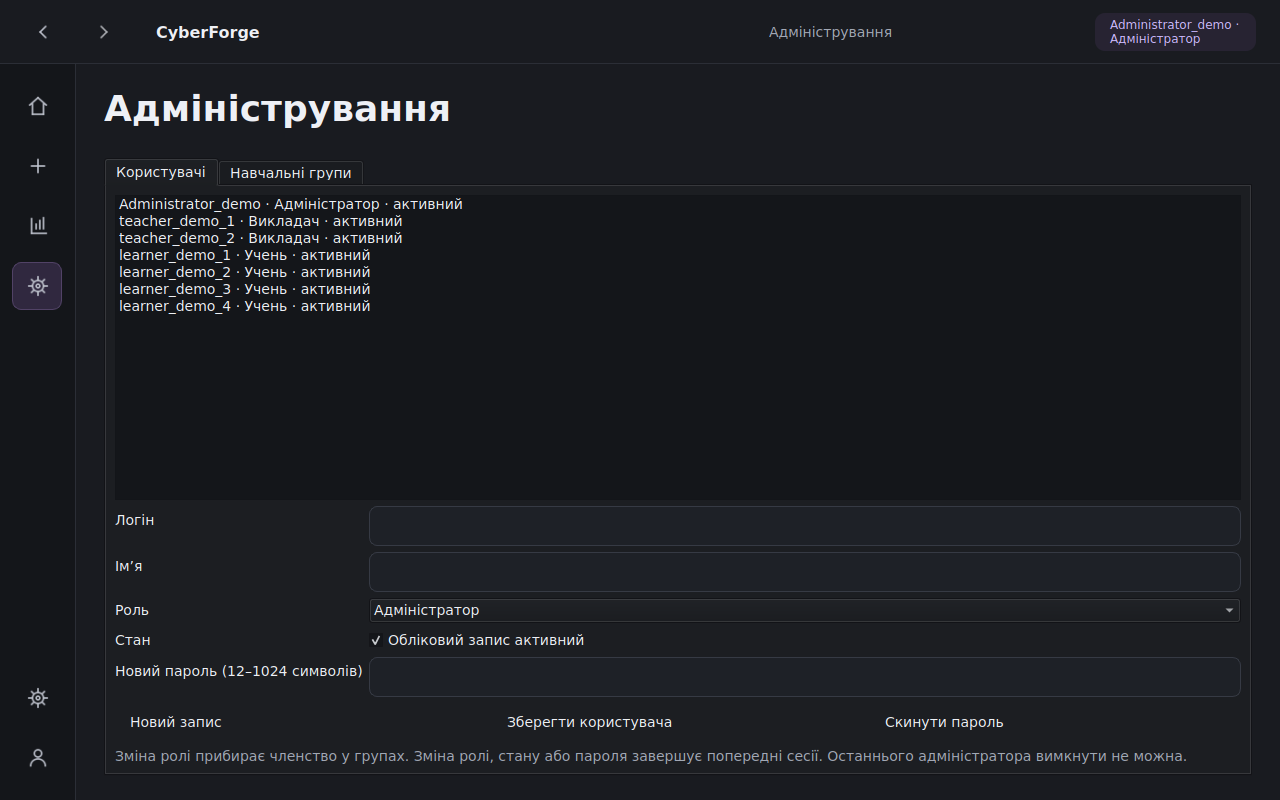 CyberForge
Адміністрування
Administrator_demo ·
Адміністратор
Адміністрування
Користувачі
Навчальні групи
Administrator_demo · Адміністратор · активний
teacher_demo_1 · Викладач · активний
teacher_demo_2 · Викладач · активний
learner_demo_1 · Учень · активний
learner_demo_2 · Учень · активний
learner_demo_3 · Учень · активний
learner_demo_4 · Учень · активний
Логін
Ім’я
Роль
Адміністратор
Стан
Обліковий запис активний
Новий пароль (12–1024 символів)
Новий запис
Зберегти користувача
Скинути пароль
Зміна ролі прибирає членство у групах. Зміна ролі, стану або пароля завершує попередні сесії. Останнього адміністратора вимкнути не можна.